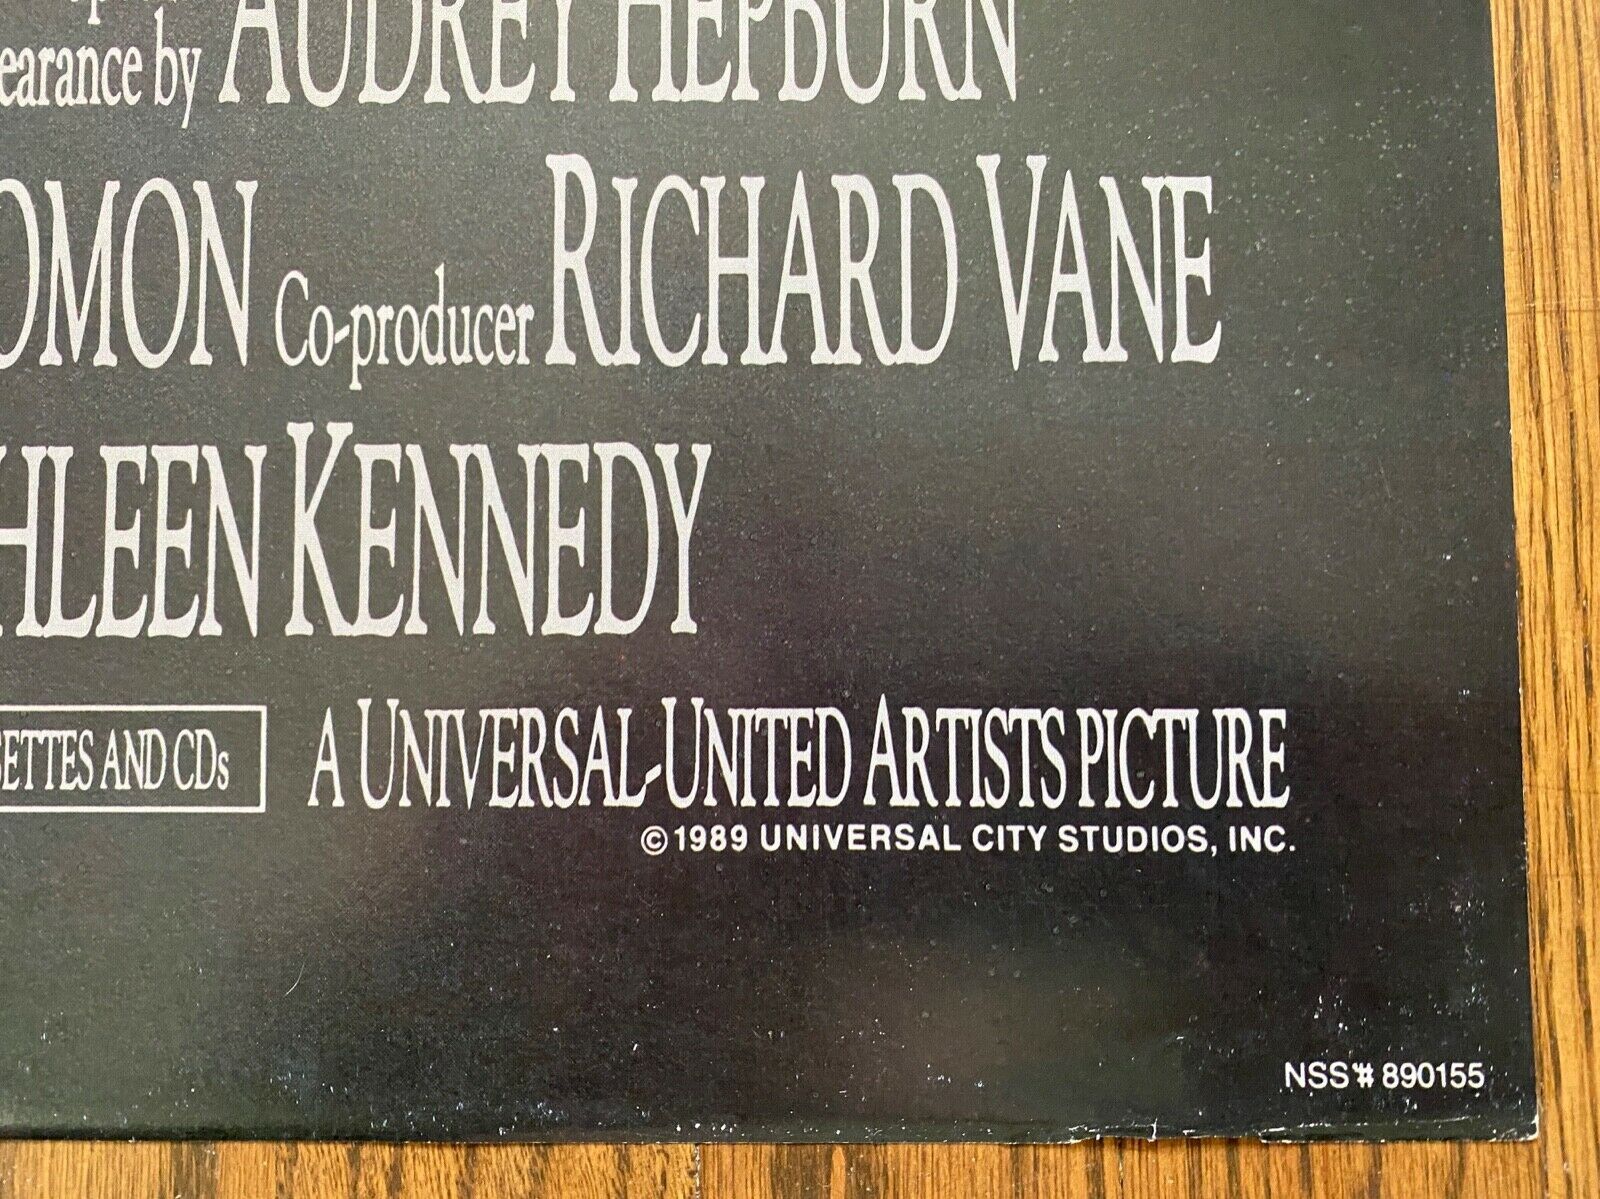 earance by AUDREY HEPBURN
OMON Co-producer RICHARD VANE
HLEEN KENNEDY
SETTES AND CDs A UNIVERSAL-UNITED ARTISTS PICTURE
© 1989 UNIVERSAL CITY STUDIOS, INC.
NSS # 890155